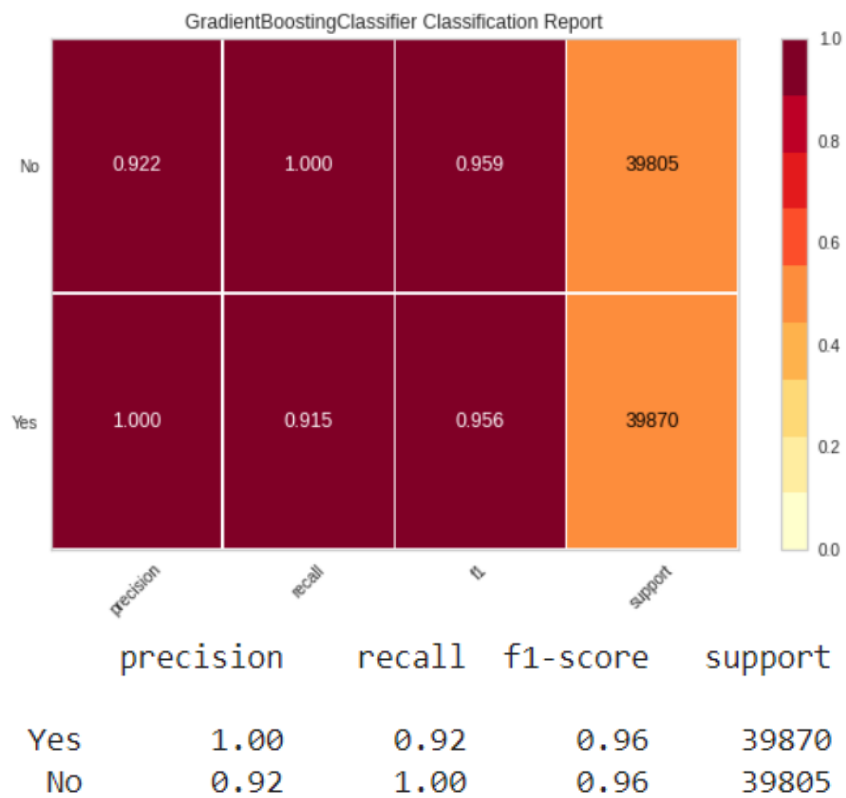 GradientBoostingClassifier Classification Report
1.0
No 0.922 1.000 0.959 39805
0.8
0.6
0.4
Yes 1.000 0.915 0.956 39870
0.2
0.0
precision recall f1 support
precision recall f1-score support
Yes 1.00 0.92 0.96 39870
No 0.92 1.00 0.96 39805